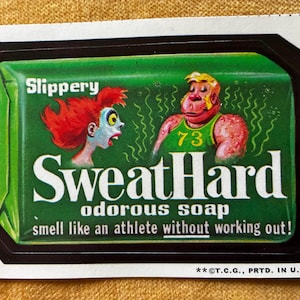 Slippery
73
SweatHard
odorous soap
smell like an athlete without working out!
**©T.C.G., PRTD. IN U.